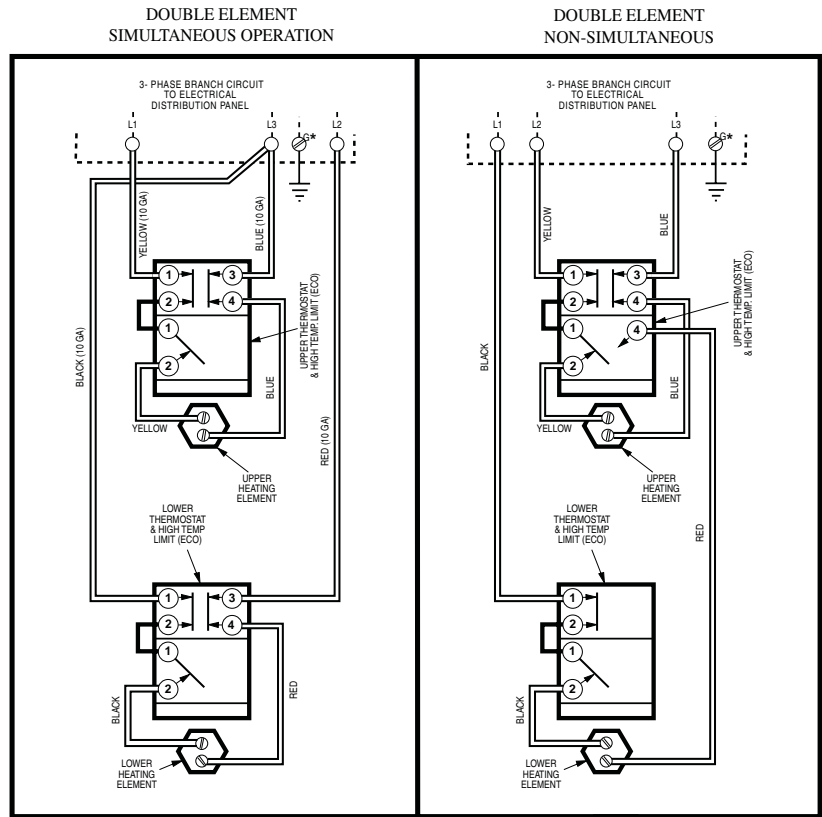 DOUBLE ELEMENT
SIMULTANEOUS OPERATION
3- PHASE BRANCH CIRCUIT
TO ELECTRICAL
DISTRIBUTION PANEL
L1
L3
G*
L2
YELLOW (10 GA)
BLUE (10 GA)
BLACK (10 GA)
1
3
2
4
1
2
UPPER THERMOSTAT
& HIGH TEMP. LIMIT (ECO)
BLUE
RED (10 GA)
YELLOW
UPPER
HEATING
ELEMENT
LOWER
THERMOSTAT
& HIGH TEMP
LIMIT (ECO)
1
3
2
4
1
2
BLACK
RED
LOWER
HEATING
ELEMENT
DOUBLE ELEMENT
NON-SIMULTANEOUS
3- PHASE BRANCH CIRCUIT
TO ELECTRICAL
DISTRIBUTION PANEL
L1
L2
L3
G*
YELLOW
BLUE
BLACK
1
3
2
4
1
4
2
UPPER THERMOSTAT
& HIGH TEMP. LIMIT (ECO)
BLUE
YELLOW
UPPER
HEATING
ELEMENT
RED
LOWER
THERMOSTAT
& HIGH TEMP
LIMIT (ECO)
1
2
1
2
BLACK
LOWER
HEATING
ELEMENT